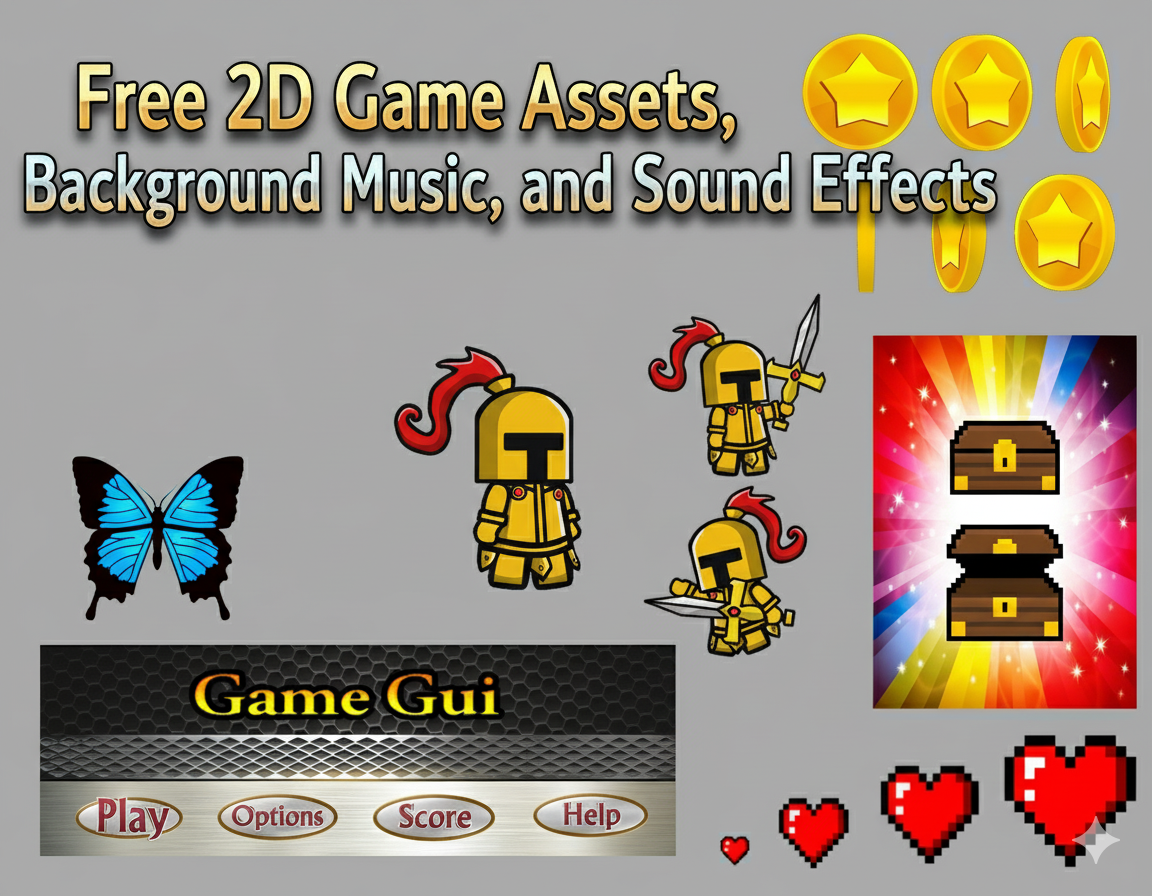 Free 2D Game Assets,
Background Music, and Sound Effects
Game Gui
Play Options Score Help